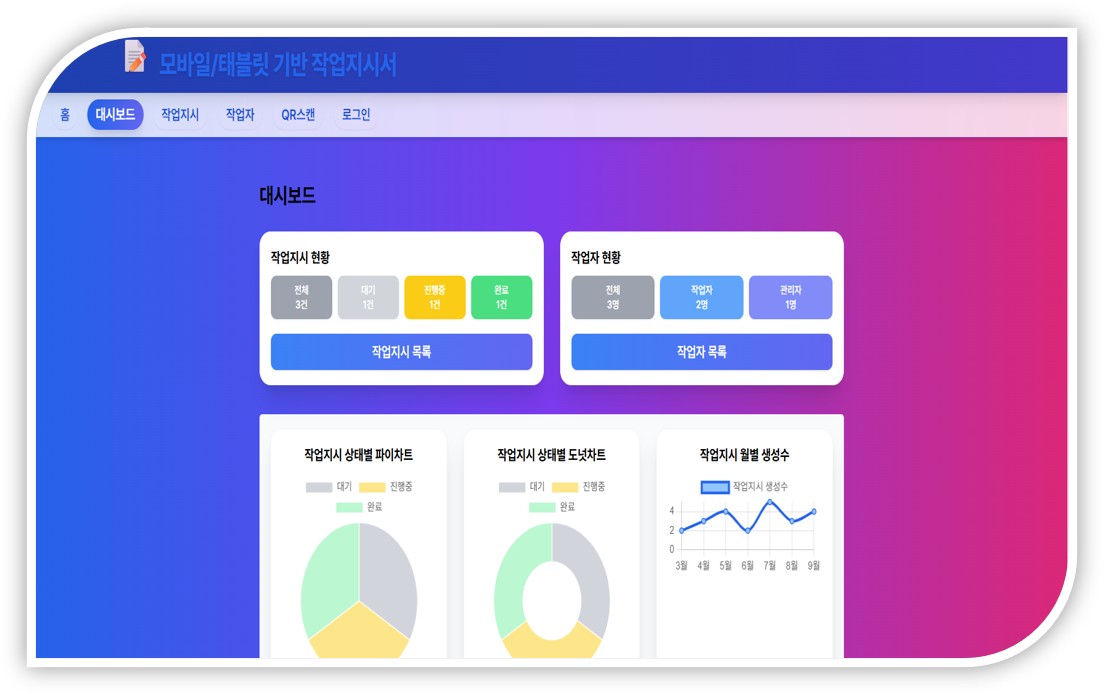 모바일/태블릿 기반 작업지시서
홈 대시보드 작업지시 작업자 QR스캔 로그인
대시보드
작업지시 현황
전체 대기 진행중 완료
3건 1건 1건 1건
작업지시 목록
작업자 현황
전체 작업자 관리자
3명 2명 1명
작업자 목록
작업지시 상태별 파이차트
대기 진행중
완료
작업지시 상태별 도넛차트
대기 진행중
완료
작업지시 월별 생성수
작업지시 생성수
4
2
0
3월 4월 5월 6월 7월 8월 9월